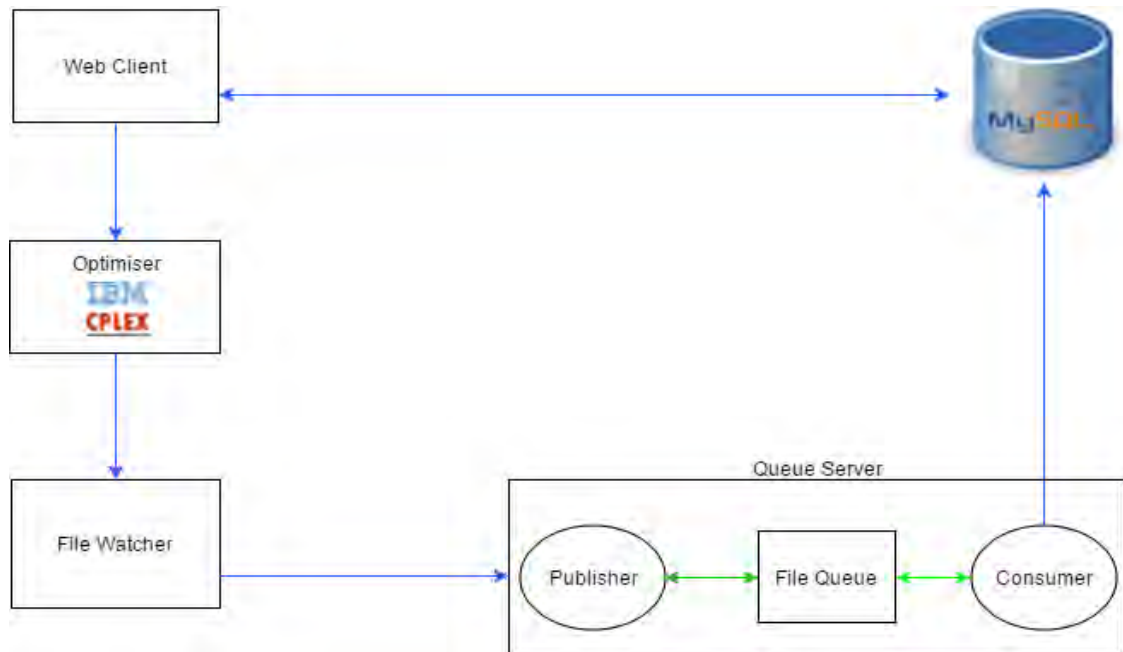 Web Client
MySQL
Optimiser
IBM
CPLEX
File Watcher
Queue Server
Publisher
File Queue
Consumer